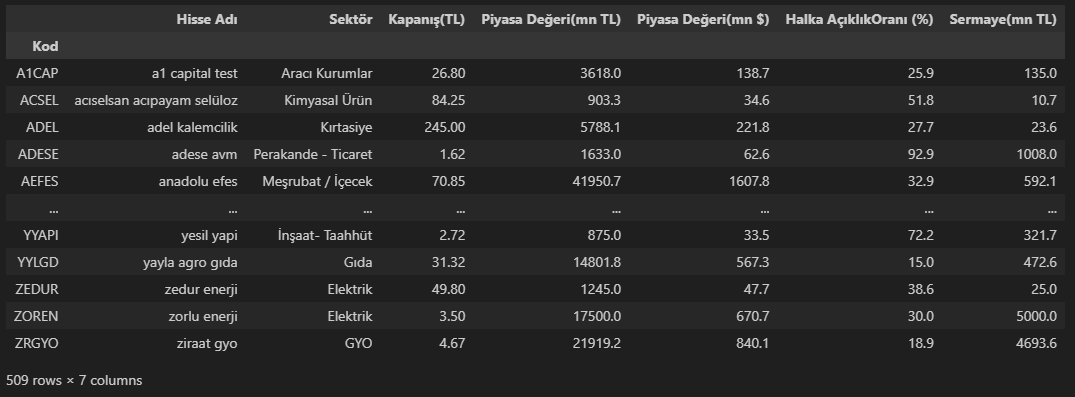 Hisse Adı Sektör Kapanış(TL) Piyasa Değeri(mn TL) Piyasa Değeri(mn $) Halka AçıklıkOranı (%) Sermaye(mn TL)
Kod
A1CAP a1 capital test Aracı Kurumlar 26.80 3618.0 138.7 25.9 135.0
ACSEL acıselsan acıpayam selüloz Kimyasal Ürün 84.25 903.3 34.6 51.8 10.7
ADEL adel kalemcilik Kırtasiye 245.00 5788.1 221.8 27.7 23.6
ADESE adese avm Perakande - Ticaret 1.62 1633.0 62.6 92.9 1008.0
AEFES anadolu efes Meşrubat / İçecek 70.85 41950.7 1607.8 32.9 592.1
... ... ... ... ... ... ... ...
YYAPI yesil yapi İnşaat- Taahhüt 2.72 875.0 33.5 72.2 321.7
YYLGD yayla agro gıda Gıda 31.32 14801.8 567.3 15.0 472.6
ZEDUR zedur enerji Elektrik 49.80 1245.0 47.7 38.6 25.0
ZOREN zorlu enerji Elektrik 3.50 17500.0 670.7 30.0 5000.0
ZRGYO ziraat gyo GYO 4.67 21919.2 840.1 18.9 4693.6
509 rows × 7 columns